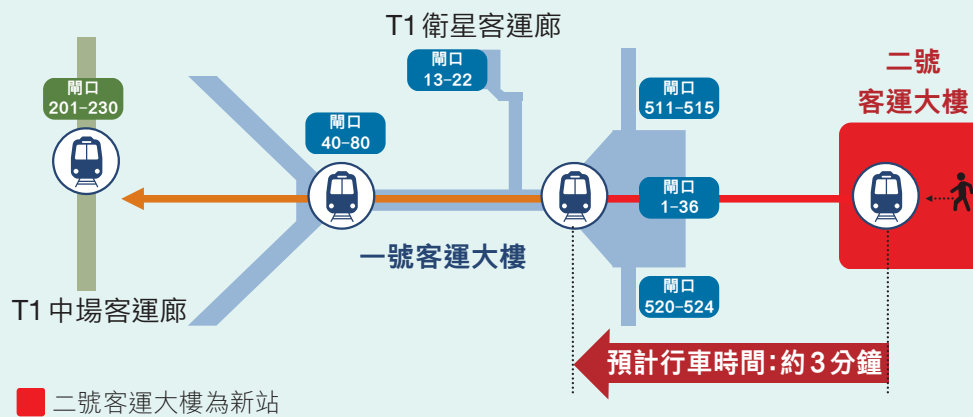 T1衛星客運廊
閘口
13-22
閘口
201-230
閘口
40-80
閘口
511-515
二號
客運大樓
閘口
1-36
一號客運大樓
T1中場客運廊
閘口
520-524
預計行車時間：約3分鐘
二號客運大樓為新站